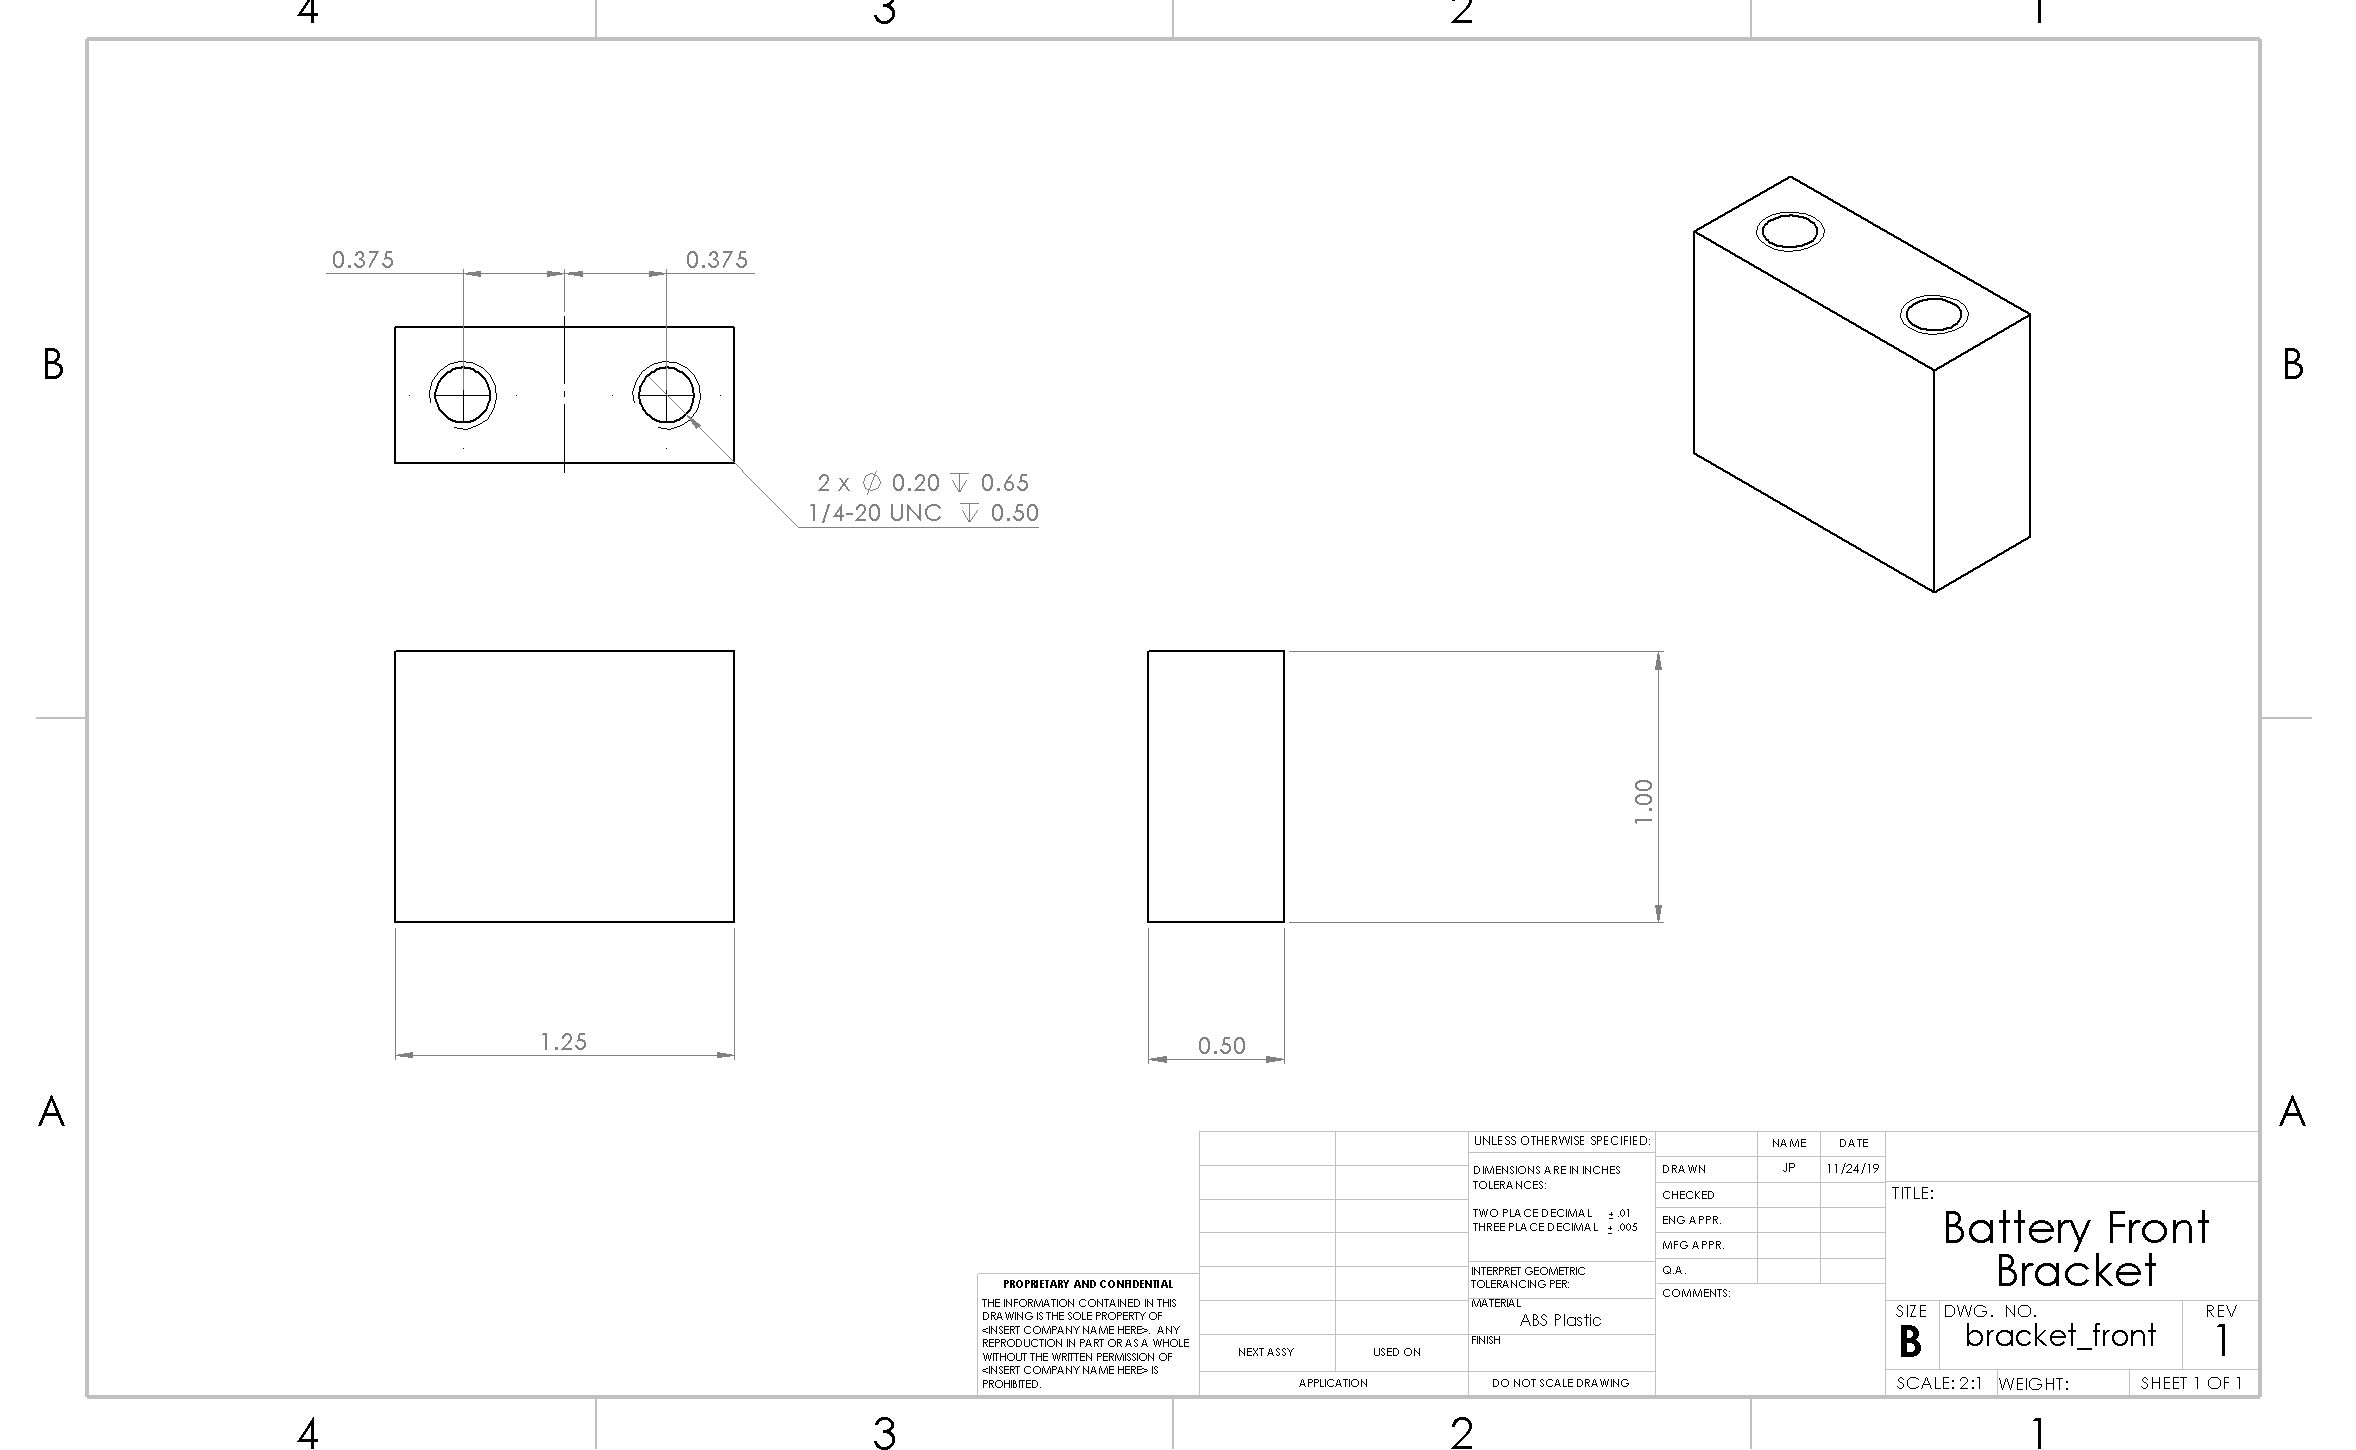 4 3 2 1
0.375 0.375
B B
2 x ∅ 0.20 ↧ 0.65
1/4-20 UNC ↧ 0.50
1.00
1.25
0.50
A A
UNLESS OTHERWISE SPECIFIED:
DIMENSIONS ARE IN INCHES
TOLERANCES:
TWO PLACE DECIMAL ± .01
THREE PLACE DECIMAL ± .005
INTERPRET GEOMETRIC
TOLERANCING PER:
MATERIAL
ABS Plastic
FINISH
DO NOT SCALE DRAWING
NAME DATE
DRAWN JP 11/24/19
CHECKED
ENG APPR.
MFG APPR.
Q.A.
COMMENTS:
TITLE:
Battery Front
Bracket
SIZE DWG. NO. REV
B bracket_front 1
SCALE: 2:1 WEIGHT: SHEET 1 OF 1
PROPRIETARY AND CONFIDENTIAL
THE INFORMATION CONTAINED IN THIS
DRAWING IS THE SOLE PROPERTY OF
<INSERT COMPANY NAME HERE>. ANY
REPRODUCTION IN PART OR AS A WHOLE
WITHOUT THE WRITTEN PERMISSION OF
<INSERT COMPANY NAME HERE> IS
PROHIBITED.
NEXT ASSY USED ON
APPLICATION
4 3 2 1